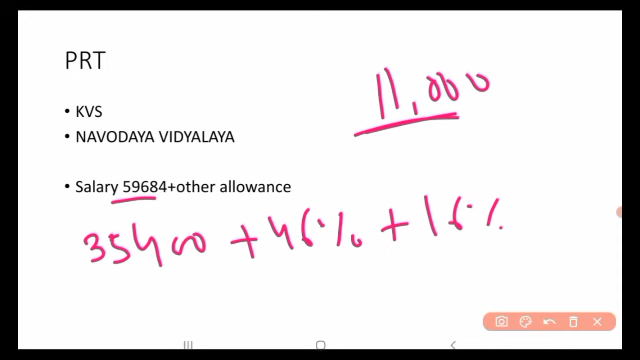 PRT
11,000
• KVS
• NAVODAYA VIDYALAYA
• Salary 59684+other allowance
35400 + 46% + 16%